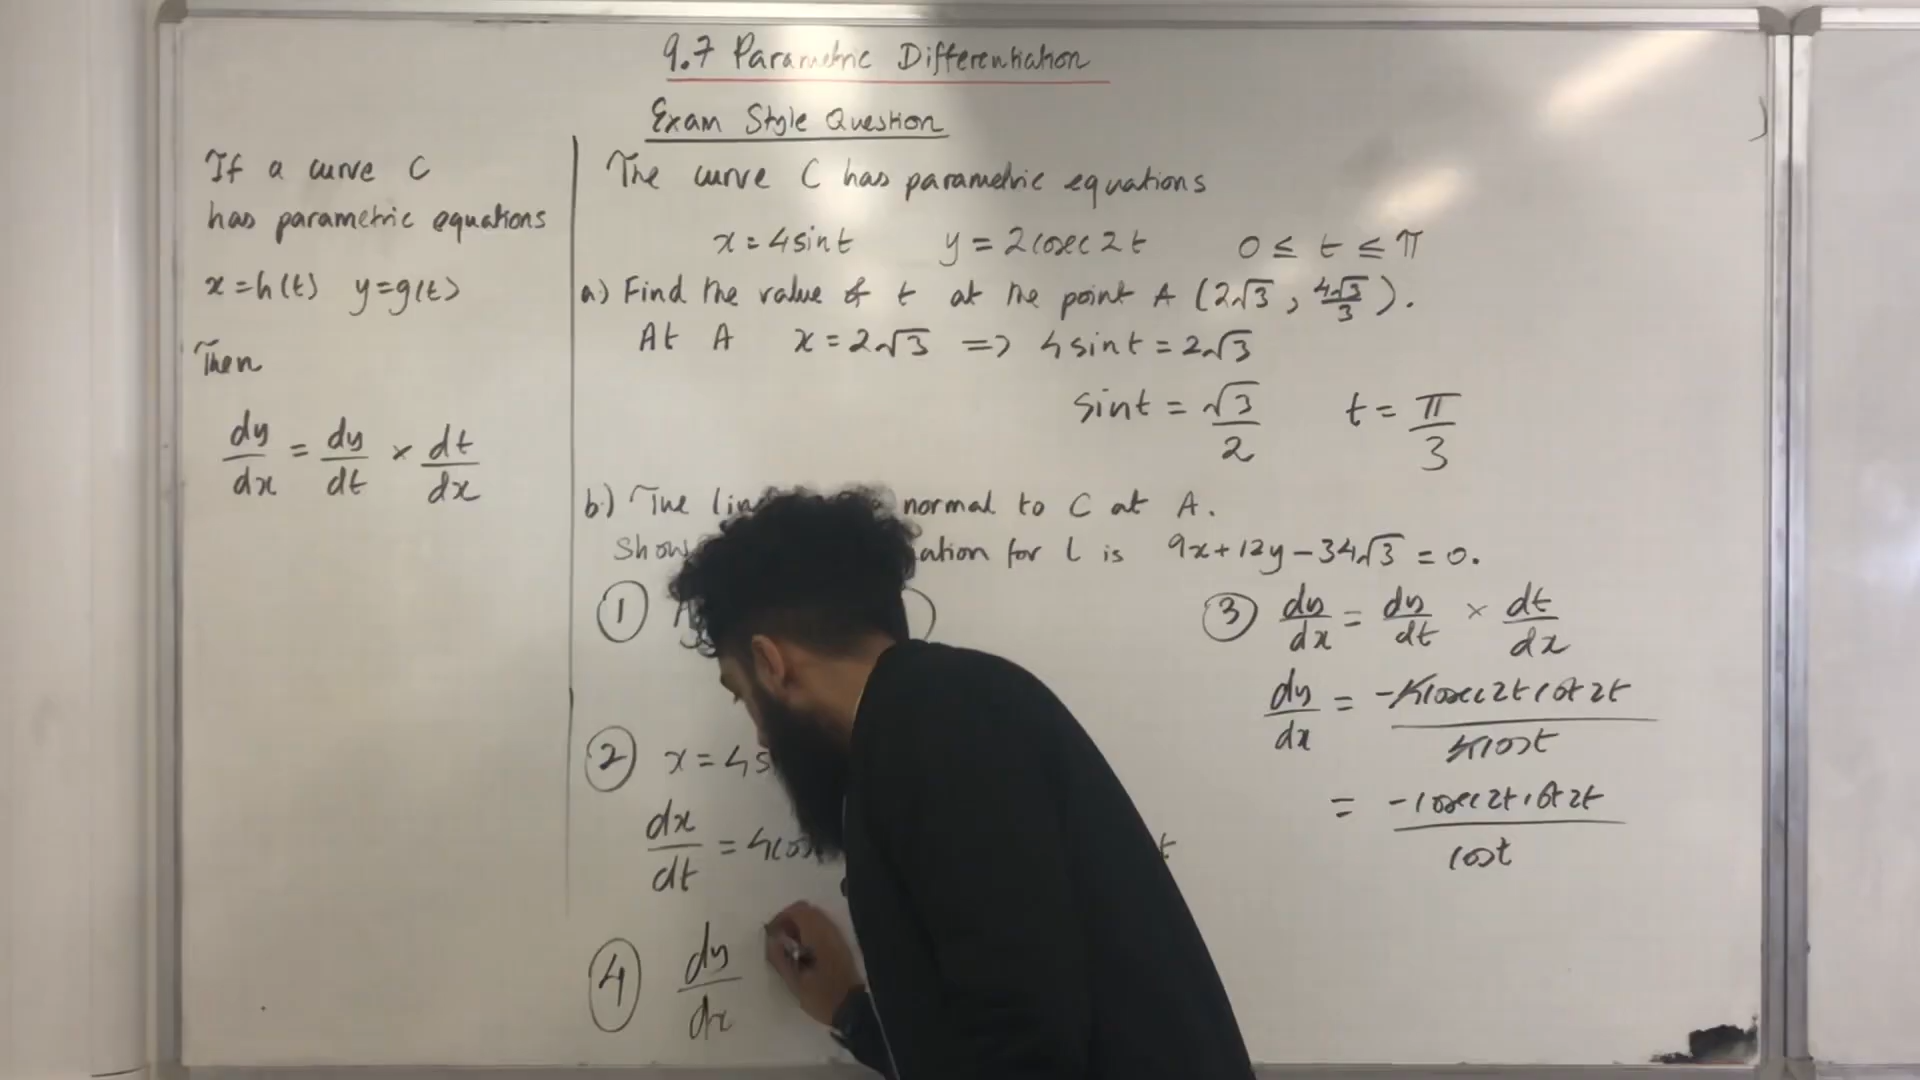 9.7 Parametric Differentiation
Exam Style Question
If a curve C
has parametric equations
x = h(t) y = g(t)
Then
dy/dx = dy/dt × dt/dx
The curve C has parametric equations
x = 4sint y = 2cosec2t 0 ≤ t ≤ π
a) Find the value of t at the point A (2√3, 4√3/3).
At A x = 2√3 => 4sint = 2√3
sint = √3/2 t = π/3
b.) The normal to C at A.
Show for l is 9x+12y-34√3 = 0.
①
② x = 4s
dx/dt = 4cos t
④ dy/dx
③ dy/dx = dy/dt × dt/dx
dy/dx = -4cosec2tcot2t/4cost
= -cosec2tcot2t/cost